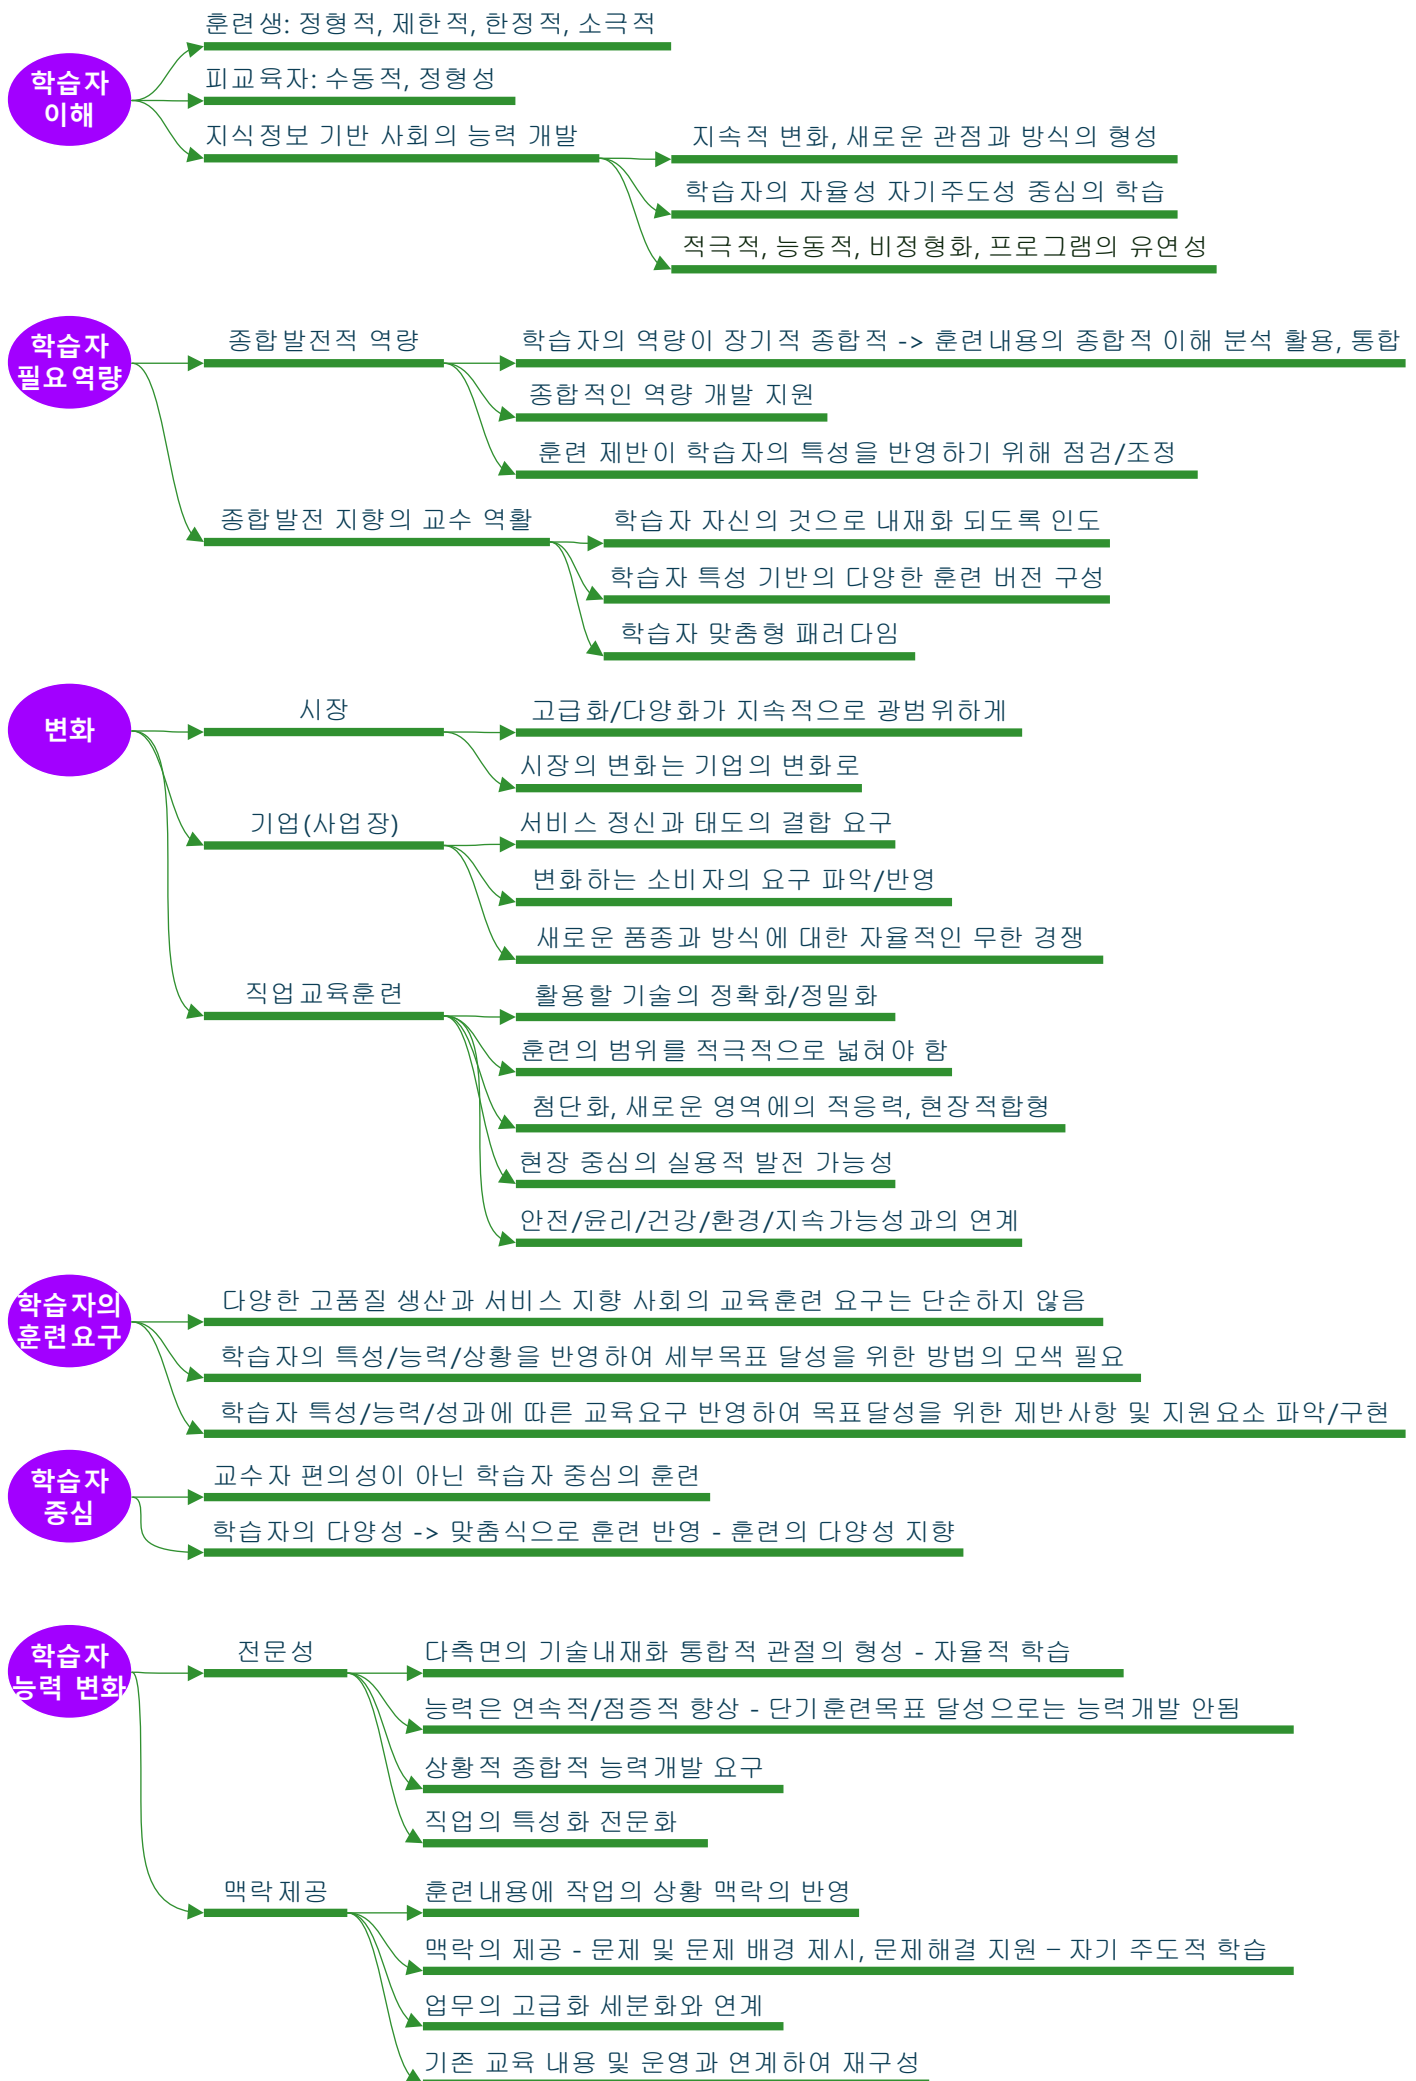 학습자
이해
훈련생: 정형적, 제한적, 한정적, 소극적
피교육자: 수동적, 정형성
지식정보 기반 사회의 능력 개발
지속적 변화, 새로운 관점과 방식의 형성
학습자의 자율성 자기주도성 중심의 학습
적극적, 능동적, 비정형화, 프로그램의 유연성
학습자
필요역량
종합발전적 역량
학습자의 역량이 장기적 종합적 -> 훈련내용의 종합적 이해 분석 활용, 통합
종합적인 역량 개발 지원
훈련 제반이 학습자의 특성을 반영하기 위해 점검/조정
종합발전 지향의 교수 역활
학습자 자신의 것으로 내재화 되도록 인도
학습자 특성 기반의 다양한 훈련 버전 구성
학습자 맞춤형 패러다임
변화
시장
고급화/다양화가 지속적으로 광범위하게
시장의 변화는 기업의 변화로
기업(사업장)
서비스 정신과 태도의 결합 요구
변화하는 소비자의 요구 파악/반영
새로운 품종과 방식에 대한 자율적인 무한 경쟁
직업교육훈련
활용할 기술의 정확화/정밀화
훈련의 범위를 적극적으로 넓혀야 함
첨단화, 새로운 영역에의 적응력, 현장적합형
현장 중심의 실용적 발전 가능성
안전/윤리/건강/환경/지속가능성과의 연계
학습자의
훈련요구
다양한 고품질 생산과 서비스 지향 사회의 교육훈련 요구는 단순하지 않음
학습자의 특성/능력/상황을 반영하여 세부목표 달성을 위한 방법의 모색 필요
학습자 특성/능력/성과에 따른 교육요구 반영하여 목표달성을 위한 제반사항 및 지원요소 파악/구현
학습자
중심
교수자 편의성이 아닌 학습자 중심의 훈련
학습자의 다양성 -> 맞춤식으로 훈련 반영 - 훈련의 다양성 지향
학습자
능력 변화
전문성
다측면의 기술내재화 통합적 관절의 형성 - 자율적 학습
능력은 연속적/점증적 향상 - 단기훈련목표 달성으로는 능력개발 안됨
상황적 종합적 능력개발 요구
직업의 특성화 전문화
맥락제공
훈련내용에 작업의 상황 맥락의 반영
맥락의 제공 - 문제 및 문제 배경 제시, 문제해결 지원 – 자기 주도적 학습
업무의 고급화 세분화와 연계
기존 교육 내용 및 운영과 연계하여 재구성